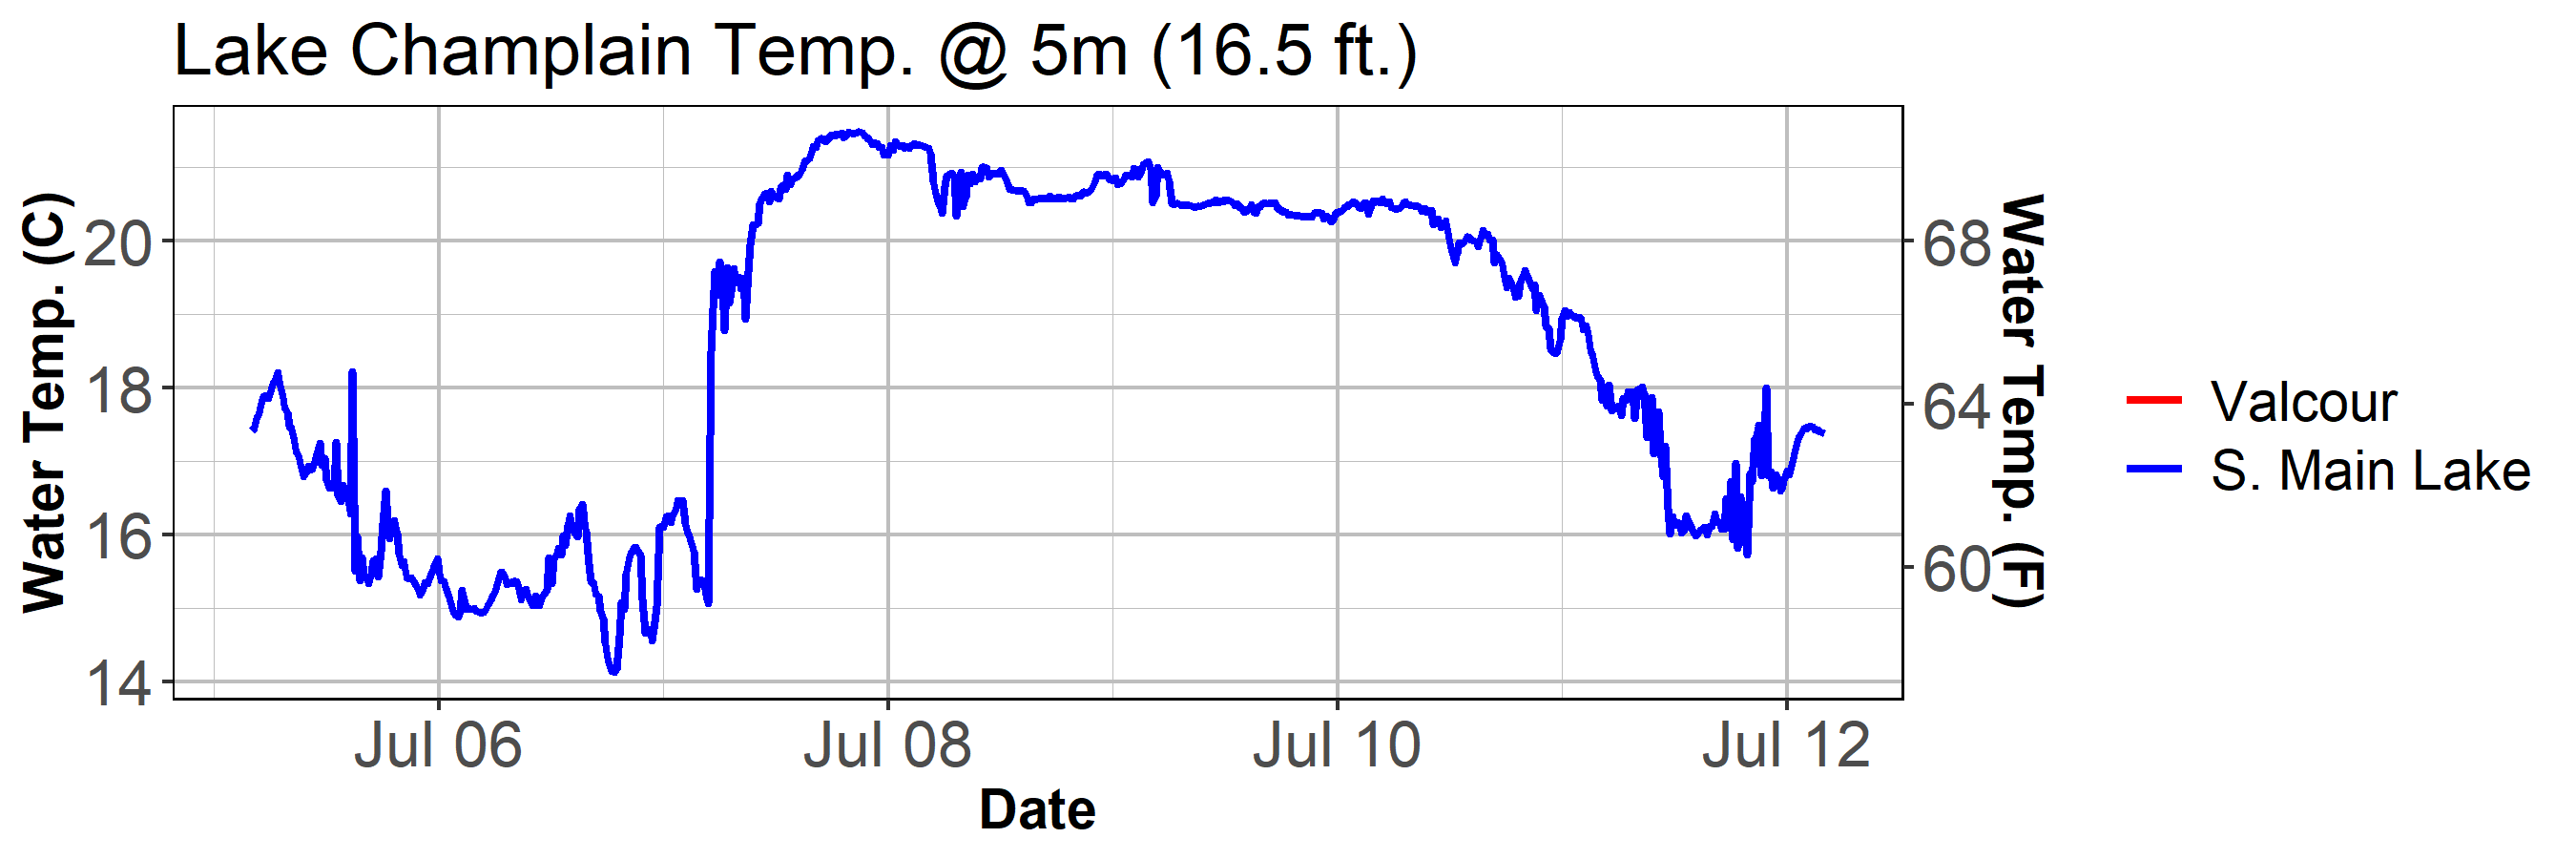 Lake Champlain Temp. @ 5m (16.5 ft.)
Water Temp. (C)
20
18
16
14
68
64
60
Water Temp. (F)
Jul 06
Jul 08
Jul 10
Jul 12
Date
Valcour
S. Main Lake